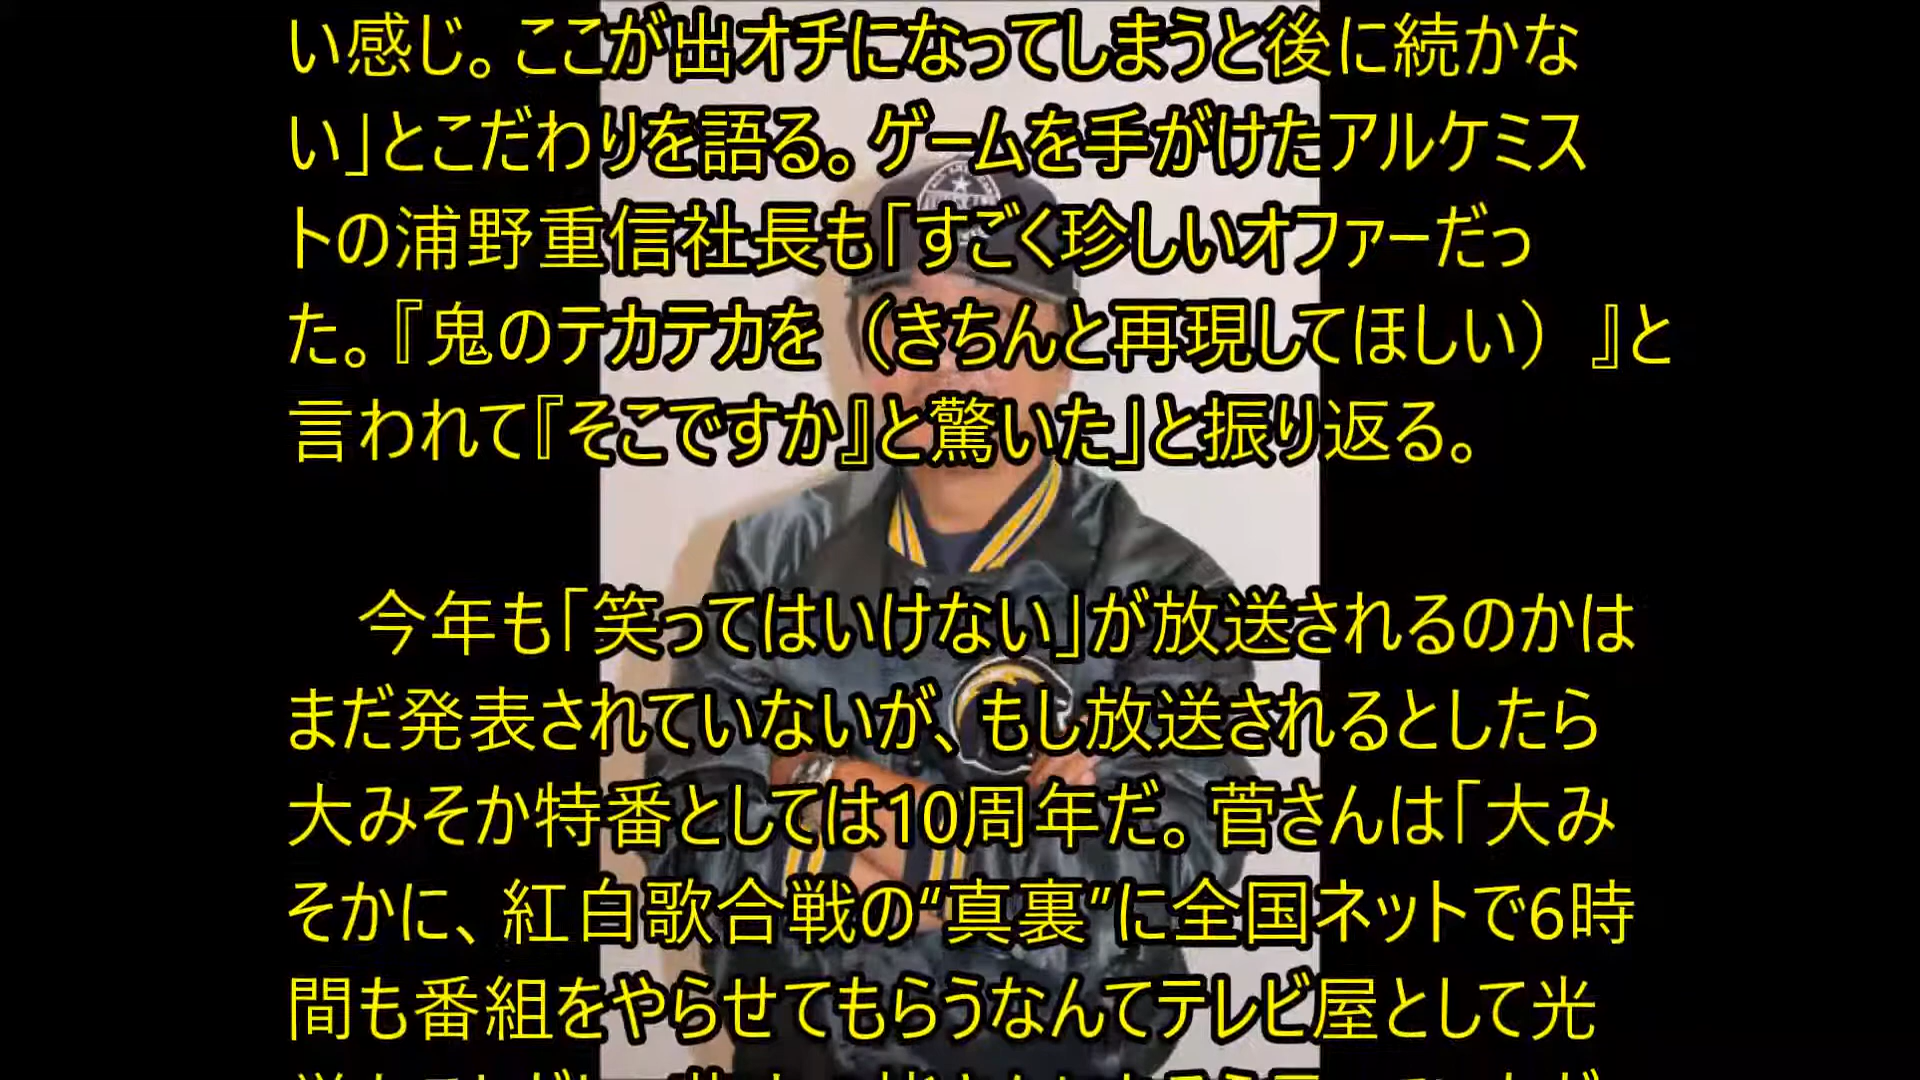 い感じ。ここが出オチになってしまうと後に続かな
い」とこだわりを語る。ゲームを手がけたアルケミス
トの浦野重信社長も「すごく珍しいオファーだっ
た。『鬼のテカテカを（きちんと再現してほしい）』と
言われて『そこですか』と驚いた」と振り返る。
今年も「笑ってはいけない」が放送されるのかは
まだ発表されていないが、もし放送されるとしたら
大みそか特番としては10周年だ。菅さんは「大み
そかに、紅白歌合戦の“真裏”に全国ネットで6時
間も番組をやらせてもらうなんてテレビ屋として光